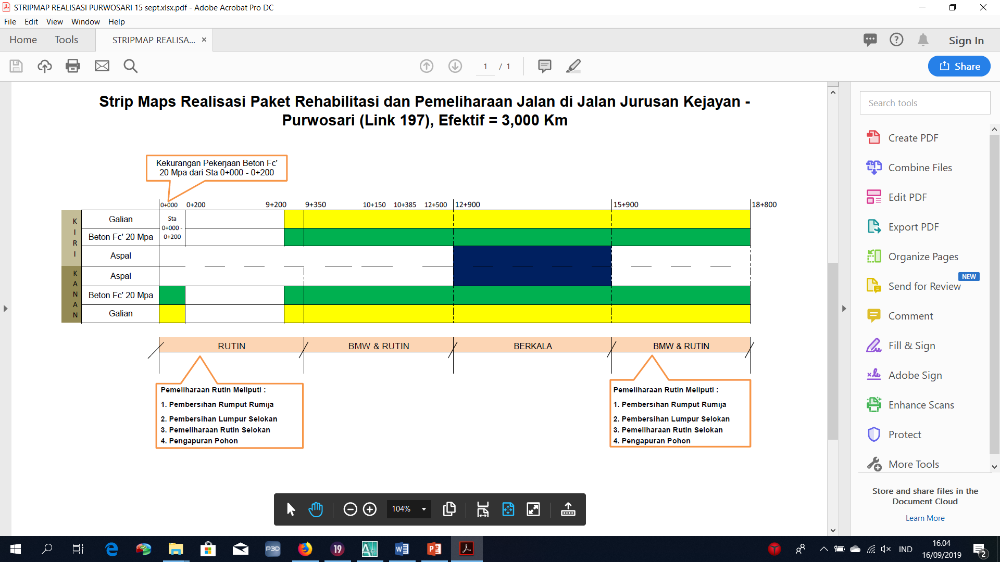 STRIPMAP REALISASI PURWOSARI 15 sept.xlsx.pdf - Adobe Acrobat Pro DC
File Edit View Window Help
Home Tools STRIPMAP REALISA... × Sign In
1 / 1
Share
Strip Maps Realisasi Paket Rehabilitasi dan Pemeliharaan Jalan di Jalan Jurusan Kejayan -
Purwosari (Link 197), Efektif = 3,000 Km
Kekurangan Pekerjaan Beton Fc'
20 Mpa dari Sta 0+000 - 0+200
0+000 0+200 9+200 9+350 10+150 10+385 12+500 12+900 15+900 18+800
KIRI
Galian
Sta
0+000 -
0+200
Beton Fc' 20 Mpa
Aspal
KANAN
Aspal
Beton Fc' 20 Mpa
Galian
RUTIN BMW & RUTIN BERKALA BMW & RUTIN
Pemeliharaan Rutin Meliputi :
1. Pembersihan Rumput Rumija
2. Pembersihan Lumpur Selokan
3. Pemeliharaan Rutin Selokan
4. Pengapuran Pohon
Pemeliharaan Rutin Meliputi :
1. Pembersihan Rumput Rumija
2. Pembersihan Lumpur Selokan
3. Pemeliharaan Rutin Selokan
4. Pengapuran Pohon
104%
Search tools
Create PDF
Combine Files
Edit PDF
Export PDF
Organize Pages
NEW
Send for Review
Comment
Fill & Sign
Adobe Sign
Enhance Scans
Protect
More Tools
Store and share files in the
Document Cloud
Learn More
P3D
19
IND
16.04
16/09/2019
2